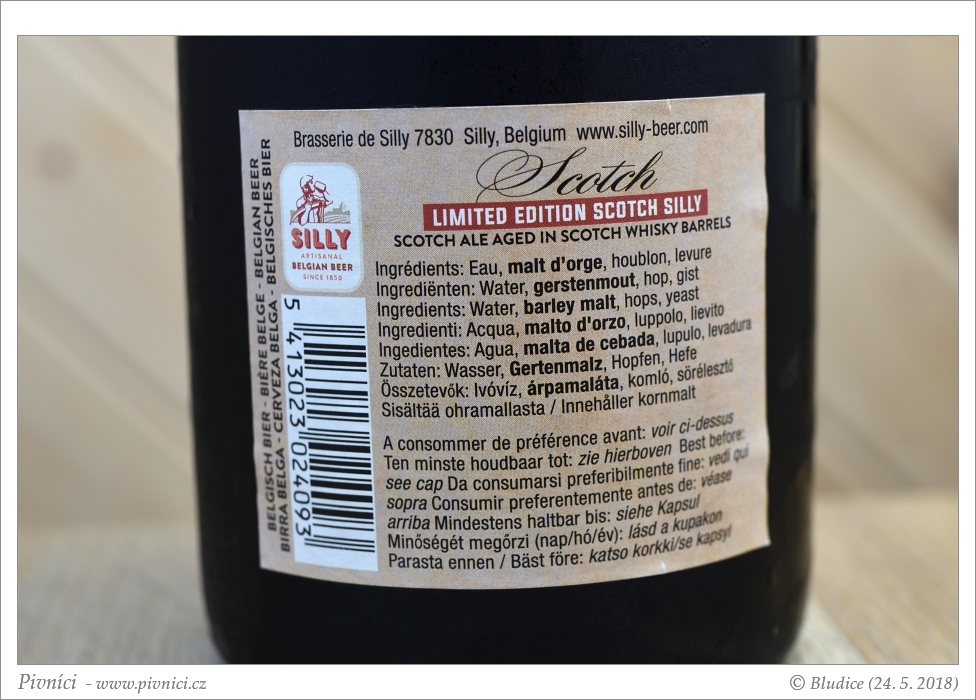 Brasserie de Silly 7830 Silly, Belgium www.silly-beer.com
Scotch
LIMITED EDITION SCOTCH SILLY
SCOTCH ALE AGED IN SCOTCH WHISKY BARRELS
SILLY
ARTISANAL
BELGIAN BEER
SINCE 1850
BELGISCH BIER - BIÈRE BELGE - BELGIAN BEER
BIRRA BELGA - CERVEZA BELGA - BELGISCHES BIER
5 413023 024093
Ingrédients: Eau, malt d'orge, houblon, levure
Ingrediënten: Water, gerstenmout, hop, gist
Ingredients: Water, barley malt, hops, yeast
Ingredienti: Acqua, malto d'orzo, luppolo, lievito
Ingedientes: Agua, malta de cebada, lupulo, levadura
Zutaten: Wasser, Gertenmalz, Hopfen, Hefe
Összetevők: Ivóvíz, árpamaláta, komló, sörélesztő
Sisältää ohramallasta / Innehåller kornmalt
A consommer de préférence avant: voir ci-dessus
Ten minste houdbaar tot: zie hierboven Best before:
see cap Da consumarsi preferibilmente fine: vedi qui
sopra Consumir preferentemente antes de: véase
arriba Mindestens haltbar bis: siehe Kapsul
Minőségét megőrzi (nap/hó/év): lásd a kupakon
Parasta ennen / Bäst före: katso korkki/se kapsyl
Pivníci - www.pivnici.cz
© Bludice (24. 5. 2018)